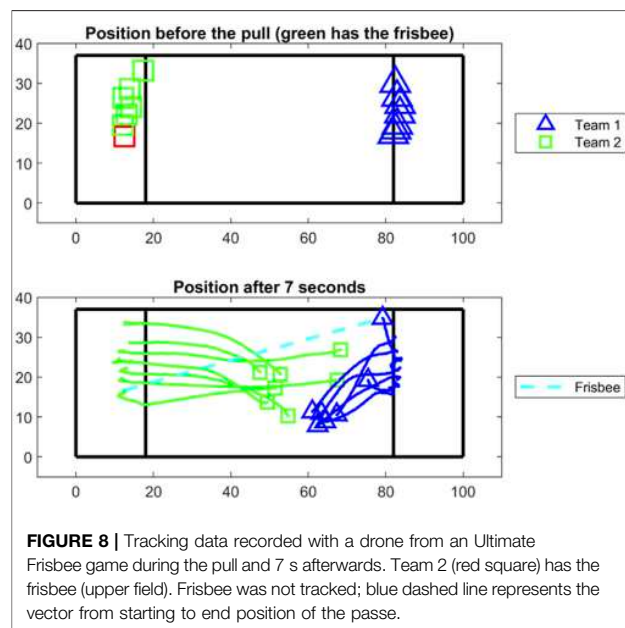 Position before the pull (green has the frisbee)
40
30
20
10
0
0 20 40 60 80 100
Team 1
Team 2
Position after 7 seconds
40
30
20
10
0
0 20 40 60 80 100
Frisbee
FIGURE 8 | Tracking data recorded with a drone from an Ultimate
Frisbee game during the pull and 7 s afterwards. Team 2 (red square) has the
frisbee (upper field). Frisbee was not tracked; blue dashed line represents the
vector from starting to end position of the passe.